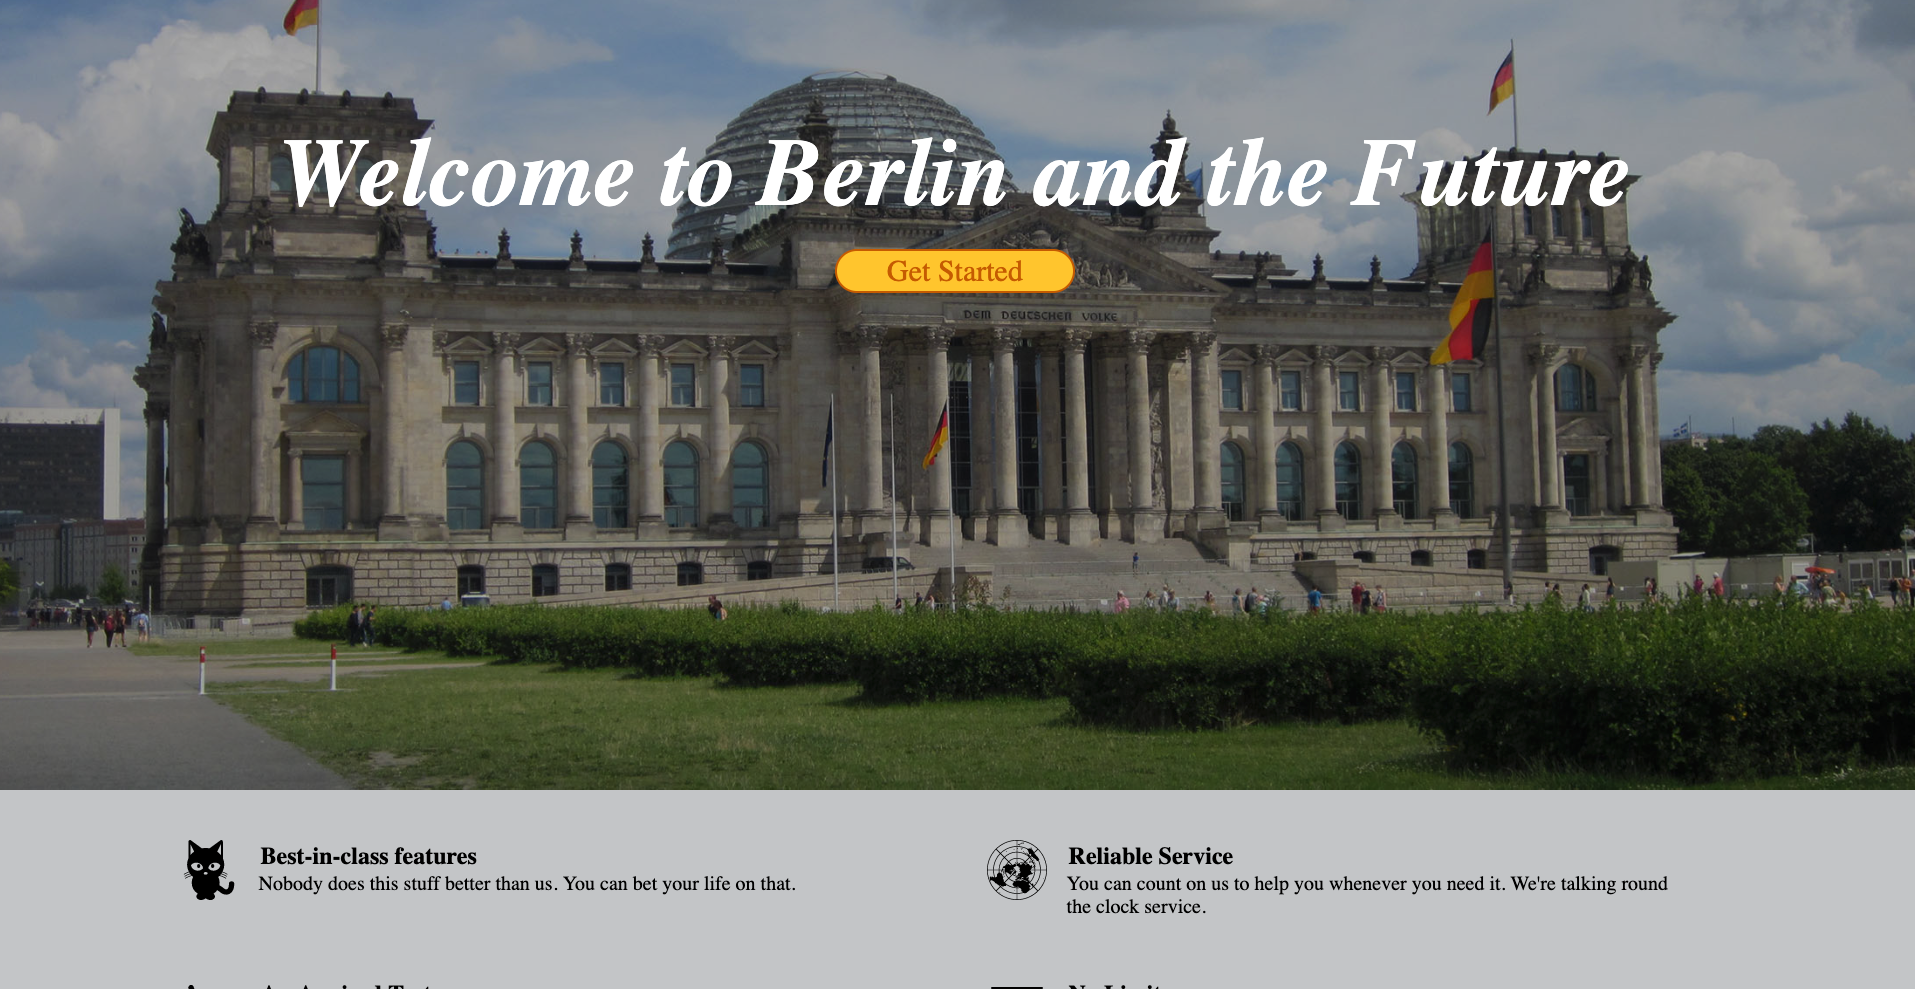 Welcome to Berlin and the Future
Get Started
DEM DEUTSCHEN VOLKE
Best-in-class features
Nobody does this stuff better than us. You can bet your life on that.
Reliable Service
You can count on us to help you whenever you need it. We're talking round
the clock service.